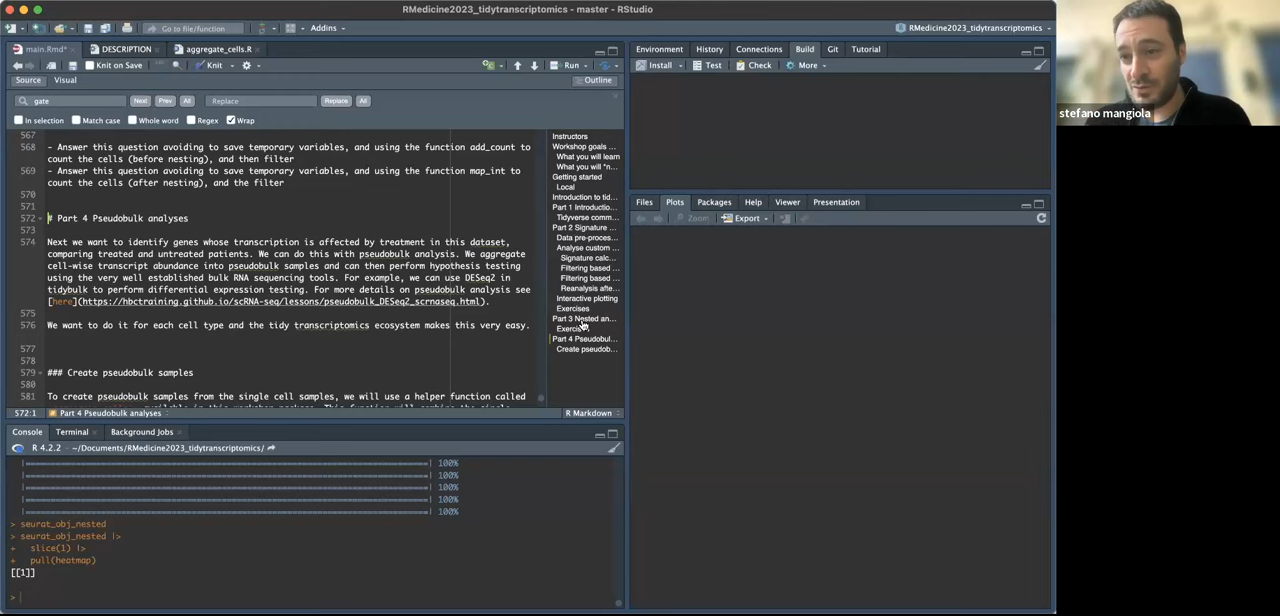 RMedicine2023_tidytranscriptomics - master - RStudio
Go to file/function
Addins
RMedicine2023_tidytranscriptomics
main.Rmd*
DESCRIPTION
aggregate_cells.R
Knit on Save
Knit
Run
Source
Visual
Outline
gate
Next
Prev
All
Replace
Replace
All
In selection
Match case
Whole word
Regex
Wrap
567
568 - Answer this question avoiding to save temporary variables, and using the function add_count to
count the cells (before nesting), and then filter
569 - Answer this question avoiding to save temporary variables, and using the function map_int to
count the cells (after nesting), and the filter
570
571
572 # Part 4 Pseudobulk analyses
573
574 Next we want to identify genes whose transcription is affected by treatment in this dataset,
comparing treated and untreated patients. We can do this with pseudobulk analysis. We aggregate
cell-wise transcript abundance into pseudobulk samples and can then perform hypothesis testing
using the very well established bulk RNA sequencing tools. For example, we can use DESeq2 in
tidybulk to perform differential expression testing. For more details on pseudobulk analysis see
[here](https://hbctraining.github.io/scRNA-seq/lessons/pseudobulk_DESeq2_scrnaseq.html).
575
576 We want to do it for each cell type and the tidy transcriptomics ecosystem makes this very easy.
577
578
579 ### Create pseudobulk samples
580
581 To create pseudobulk samples from the single cell samples, we will use a helper function called
Instructors
Workshop goals ...
What you will learn
What you will *n...
Getting started
Local
Introduction to tid...
Part 1 Introductio...
Tidyverse comm...
Part 2 Signature ...
Data pre-proces...
Analyse custom ...
Signature calc...
Filtering based ...
Filtering based ...
Reanalysis afte...
Interactive plotting
Exercises
Part 3 Nested an...
Exercises
Part 4 Pseudobul...
Create pseudob...
572:1
Part 4 Pseudobulk analyses
R Markdown
Console
Terminal
Background Jobs
R 4.2.2 · ~/Documents/RMedicine2023_tidytranscriptomics/
100%
100%
100%
100%
100%
> seurat_obj_nested
> seurat_obj_nested |>
+ slice(1) |>
+ pull(heatmap)
[[1]]
>
Environment
History
Connections
Build
Git
Tutorial
Install
Test
Check
More
Files
Plots
Packages
Help
Viewer
Presentation
Zoom
Export
stefano mangiola